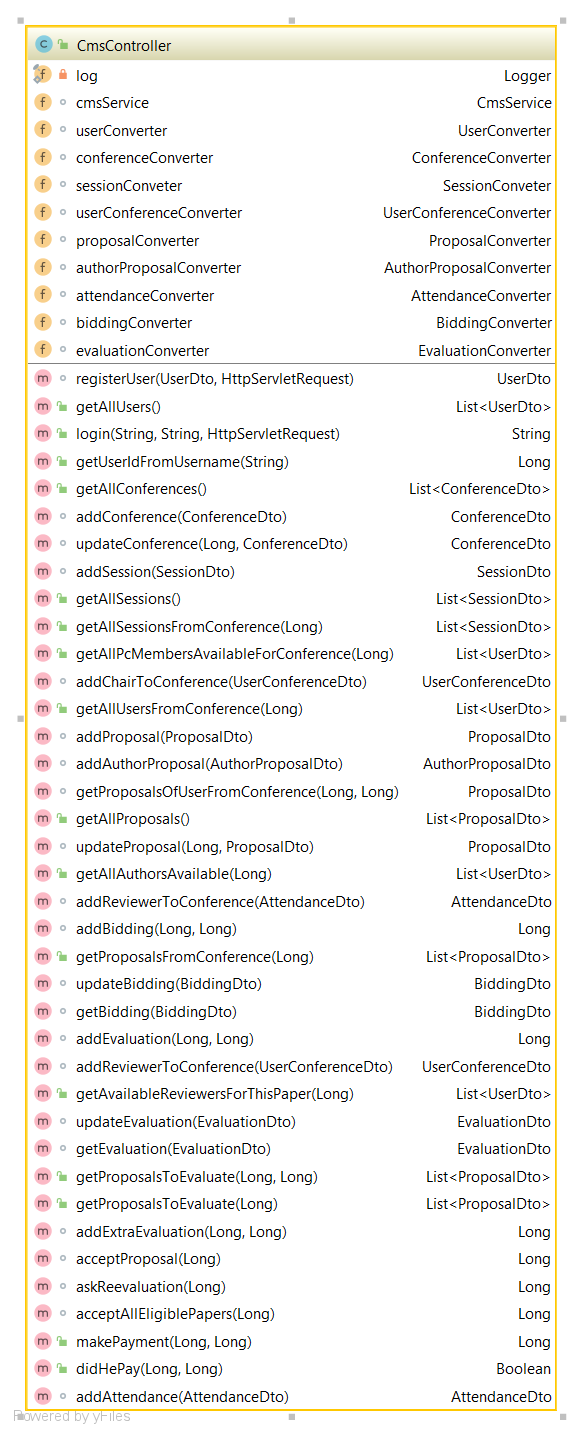 CmsController
log Logger
cmsService CmsService
userConverter UserConverter
conferenceConverter ConferenceConverter
sessionConveter SessionConveter
userConferenceConverter UserConferenceConverter
proposalConverter ProposalConverter
authorProposalConverter AuthorProposalConverter
attendanceConverter AttendanceConverter
biddingConverter BiddingConverter
evaluationConverter EvaluationConverter
registerUser(UserDto, HttpServletRequest) UserDto
getAllUsers() List<UserDto>
login(String, String, HttpServletRequest) String
getUserIdFromUsername(String) Long
getAllConferences() List<ConferenceDto>
addConference(ConferenceDto) ConferenceDto
updateConference(Long, ConferenceDto) ConferenceDto
addSession(SessionDto) SessionDto
getAllSessions() List<SessionDto>
getAllSessionsFromConference(Long) List<SessionDto>
getAllPcMembersAvailableForConference(Long) List<UserDto>
addChairToConference(UserConferenceDto) UserConferenceDto
getAllUsersFromConference(Long) List<UserDto>
addProposal(ProposalDto) ProposalDto
addAuthorProposal(AuthorProposalDto) AuthorProposalDto
getProposalsOfUserFromConference(Long, Long) ProposalDto
getAllProposals() List<ProposalDto>
updateProposal(Long, ProposalDto) ProposalDto
getAllAuthorsAvailable(Long) List<UserDto>
addReviewerToConference(AttendanceDto) AttendanceDto
addBidding(Long, Long) Long
getProposalsFromConference(Long) List<ProposalDto>
updateBidding(BiddingDto) BiddingDto
getBidding(BiddingDto) BiddingDto
addEvaluation(Long, Long) Long
addReviewerToConference(UserConferenceDto) UserConferenceDto
getAvailableReviewersForThisPaper(Long) List<UserDto>
updateEvaluation(EvaluationDto) EvaluationDto
getEvaluation(EvaluationDto) EvaluationDto
getProposalsToEvaluate(Long, Long) List<ProposalDto>
getProposalsToEvaluate(Long) List<ProposalDto>
addExtraEvaluation(Long, Long) Long
acceptProposal(Long) Long
askReevaluation(Long) Long
acceptAllEligiblePapers(Long) Long
makePayment(Long, Long) Long
didHePay(Long, Long) Boolean
addAttendance(AttendanceDto) AttendanceDto
Powered by yFiles